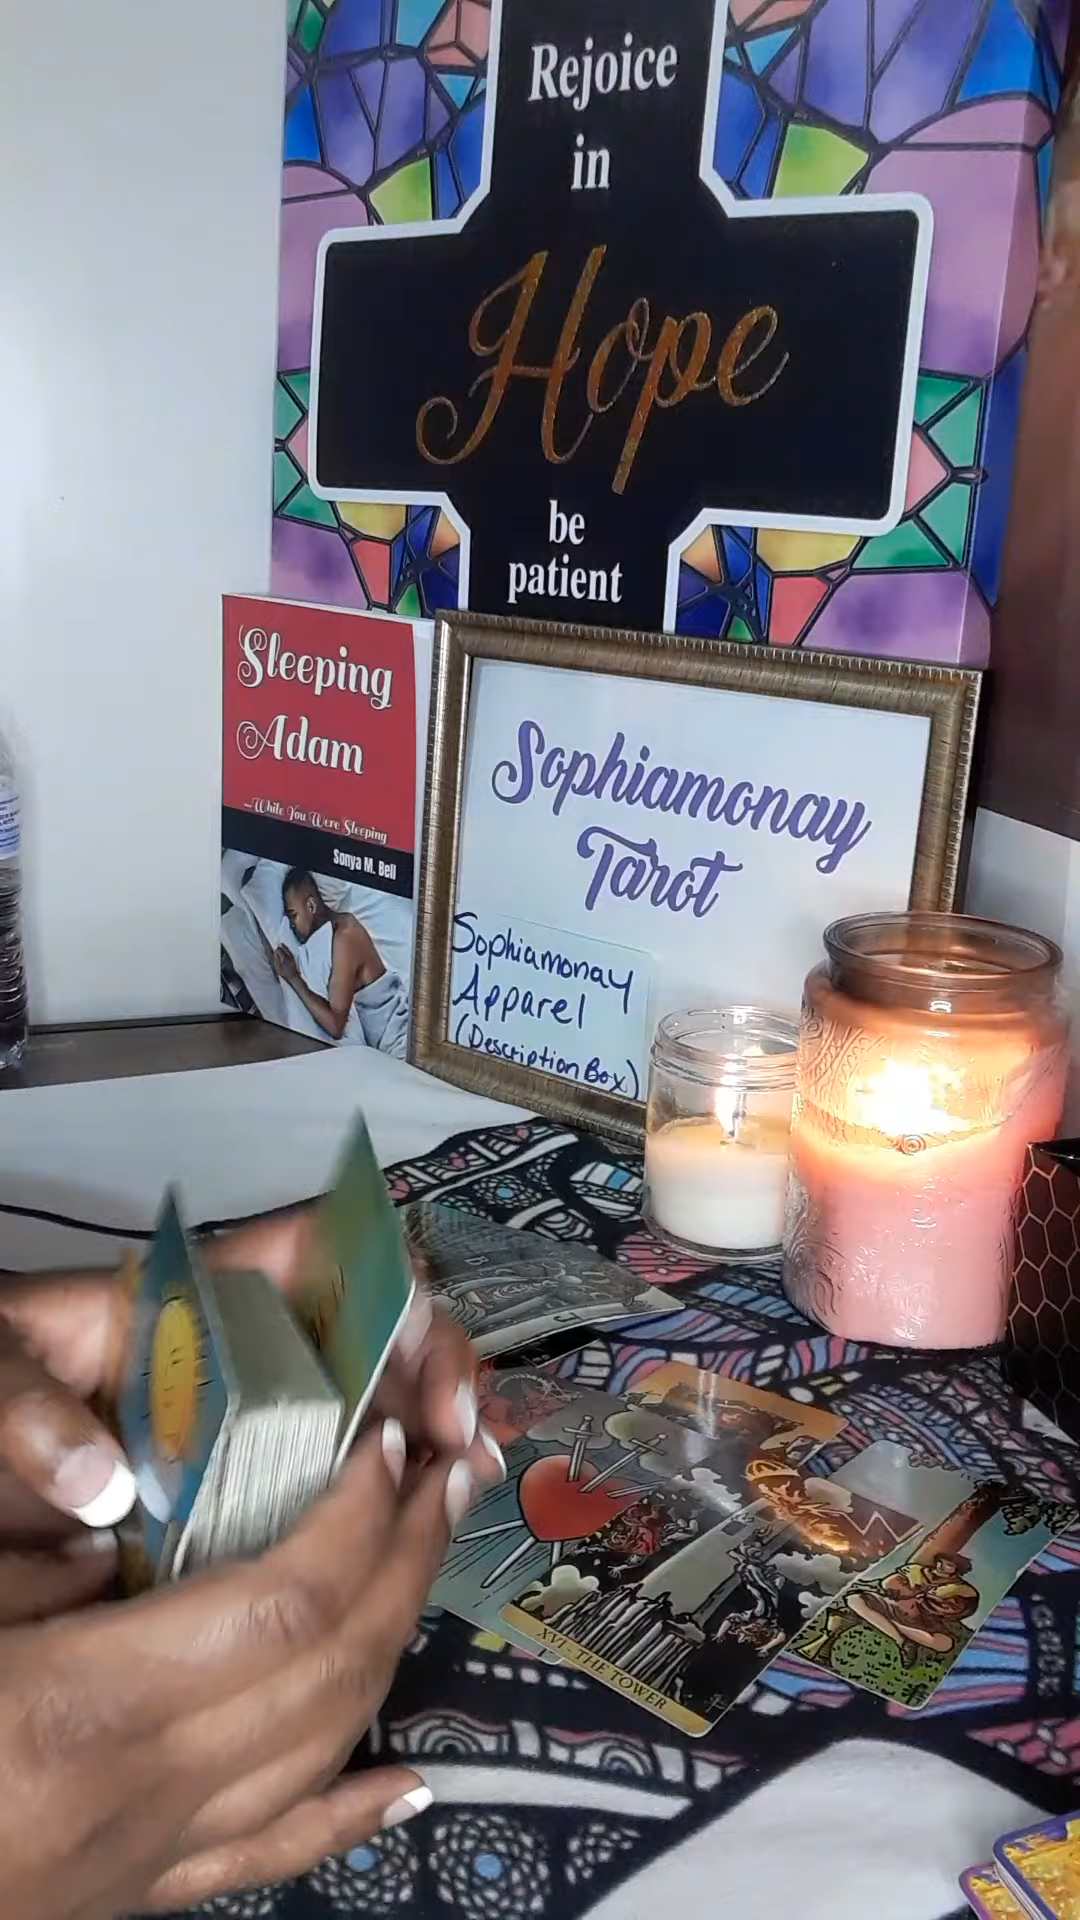 Rejoice
in
Hope
be
patient
Sleeping
Adam
...While You Were Sleeping
Sonya M. Bell
Sophiamonay
Tarot
Sophiamonay
Apparel
(Description Box)
XVI - THE TOWER